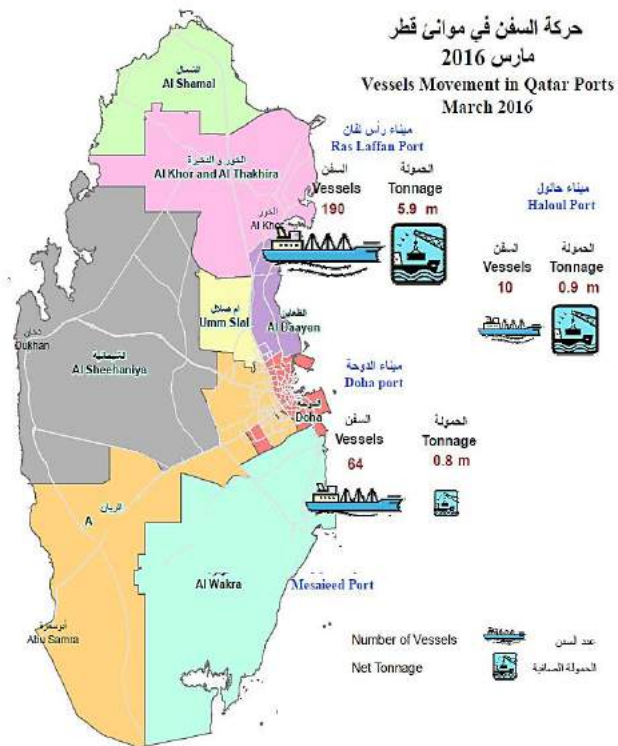 حركة السفن في موانئ قطر
مارس 2016
Vessels Movement in Qatar Ports
March 2016
الشمال
Al Shamal
ميناء رأس لفان
Ras Laffan Port
السفن الحمولة
Vessels Tonnage
190 5.9 m
الخور و الذخيرة
Al Khor and Al Thakhira
الخور
Al Khor
ميناء حالول
Haloul Port
السفن الحمولة
Vessels Tonnage
10 0.9 m
أم صلال
Umm Slal
الظعاين
Al Daayen
دخان
Dukhan
الشيحانية
Al Sheehaniya
ميناء الدوحة
Doha port
الدوحة
Doha
السفن الحمولة
Vessels Tonnage
64 0.8 m
الريان
A
Al Wakra
Mesaieed Port
أبو سمرة
Abu Samra
Number of Vessels عدد السفن
Net Tonnage الحمولة الصافية